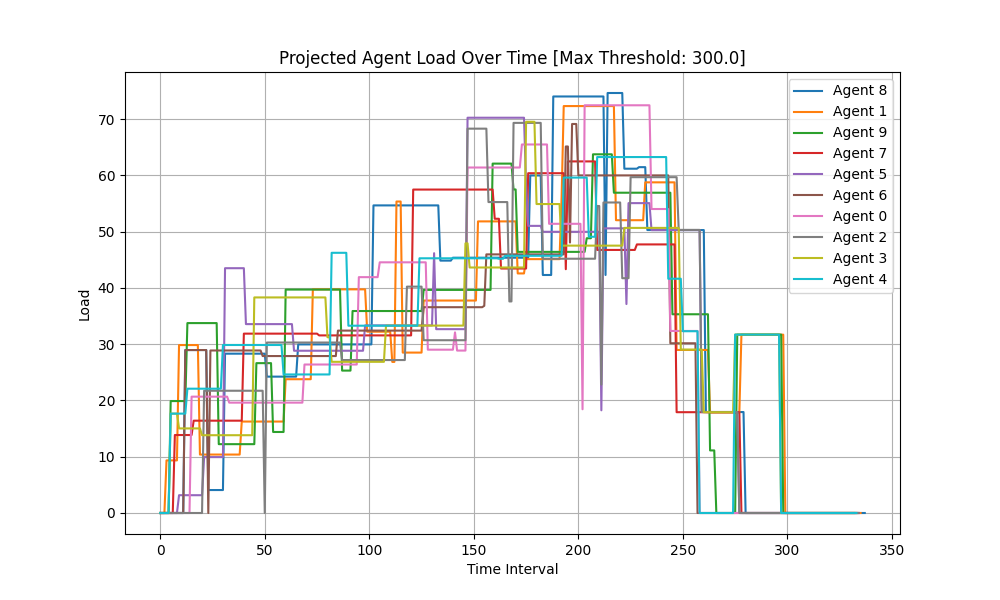 Projected Agent Load Over Time [Max Threshold: 300.0]
Load
70
60
50
40
30
20
10
0
0 50 100 150 200 250 300 350
Time Interval
Agent 8
Agent 1
Agent 9
Agent 7
Agent 5
Agent 6
Agent 0
Agent 2
Agent 3
Agent 4